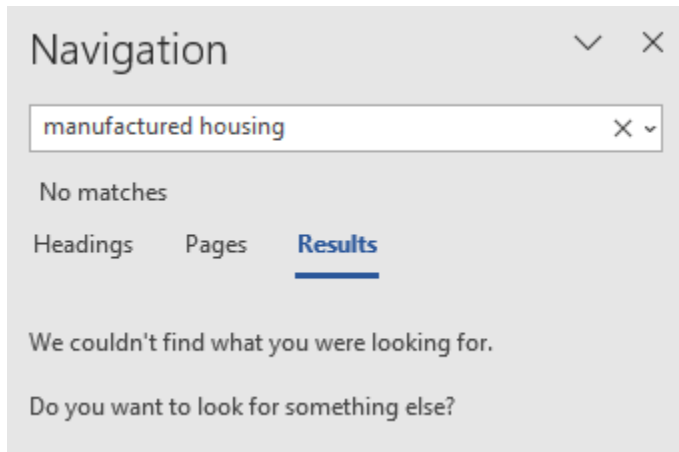 Navigation
manufactured housing
No matches
Headings Pages Results
We couldn't find what you were looking for.
Do you want to look for something else?